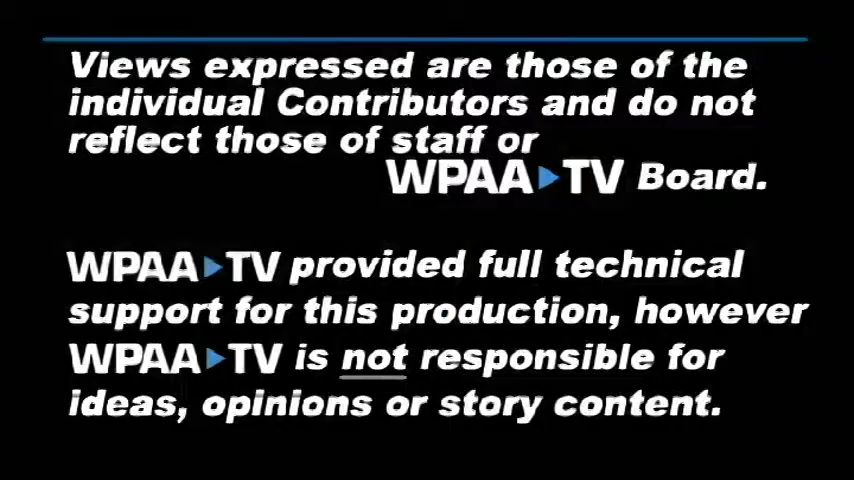 Views expressed are those of the
individual Contributors and do not
reflect those of staff or
WPAA▶TV Board.
WPAA▶TV provided full technical
support for this production, however
WPAA▶TV is not responsible for
ideas, opinions or story content.